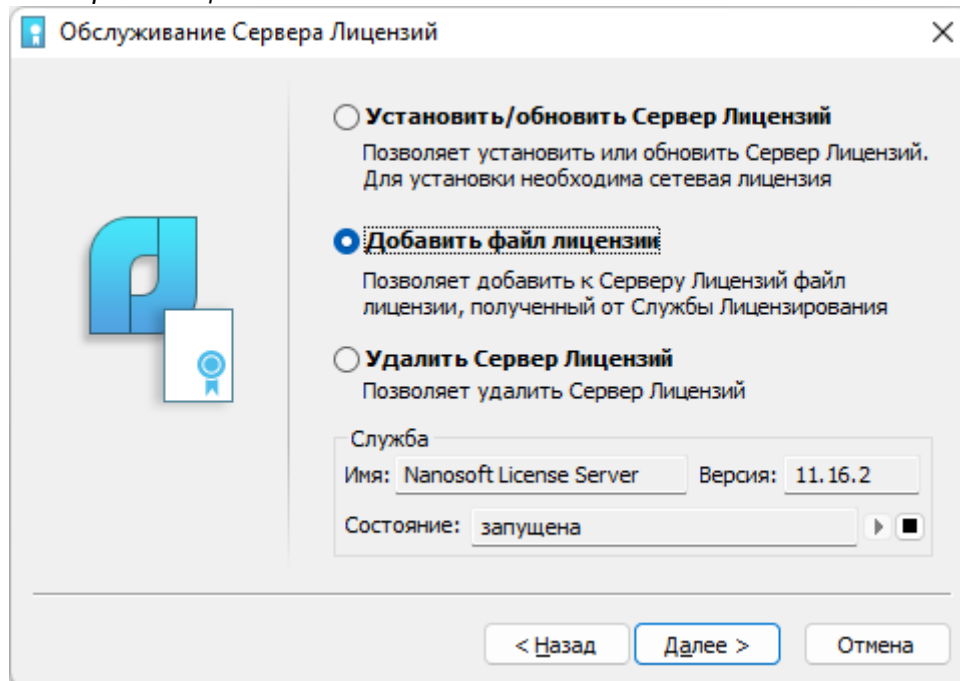 Обслуживание Сервера Лицензий
Установить/обновить Сервер Лицензий
Позволяет установить или обновить Сервер Лицензий.
Для установки необходима сетевая лицензия
Добавить файл лицензии
Позволяет добавить к Серверу Лицензий файл
лицензии, полученный от Службы Лицензирования
Удалить Сервер Лицензий
Позволяет удалить Сервер Лицензий
Служба
Имя: Nanosoft License Server Версия: 11.16.2
Состояние: запущена
< Назад Далее > Отмена